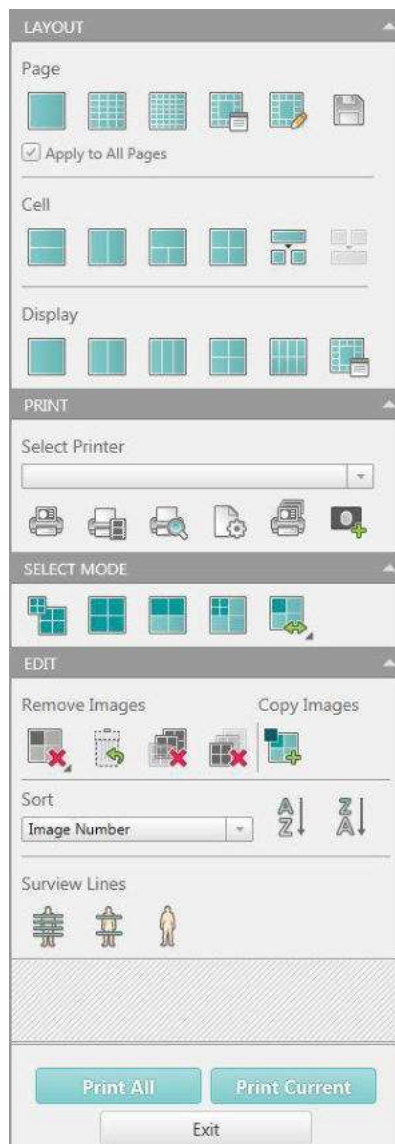 LAYOUT
Page
Apply to All Pages
Cell
Display
PRINT
Select Printer
SELECT MODE
EDIT
Remove Images Copy Images
Sort
Image Number
A
Z
Z
A
Surview Lines
Print All Print Current
Exit